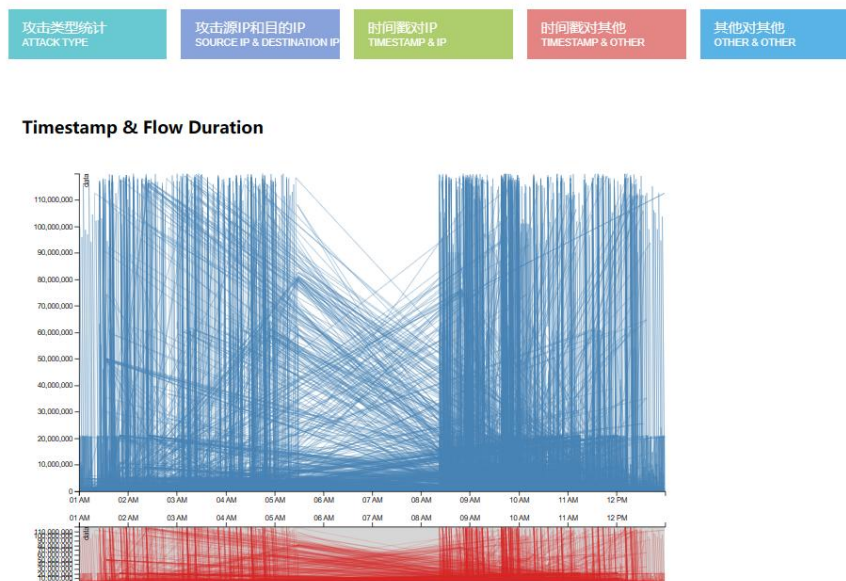 攻击类型统计
ATTACK TYPE
攻击源IP和目的IP
SOURCE IP & DESTINATION IP
时间戳对IP
TIMESTAMP & IP
时间戳对其他
TIMESTAMP & OTHER
其他对其他
OTHER & OTHER
Timestamp & Flow Duration
data
110,000,000
100,000,000
90,000,000
80,000,000
70,000,000
60,000,000
50,000,000
40,000,000
30,000,000
20,000,000
10,000,000
0
01 AM 02 AM 03 AM 04 AM 05 AM 06 AM 07 AM 08 AM 09 AM 10 AM 11 AM 12 PM
01 AM 02 AM 03 AM 04 AM 05 AM 06 AM 07 AM 08 AM 09 AM 10 AM 11 AM 12 PM
data